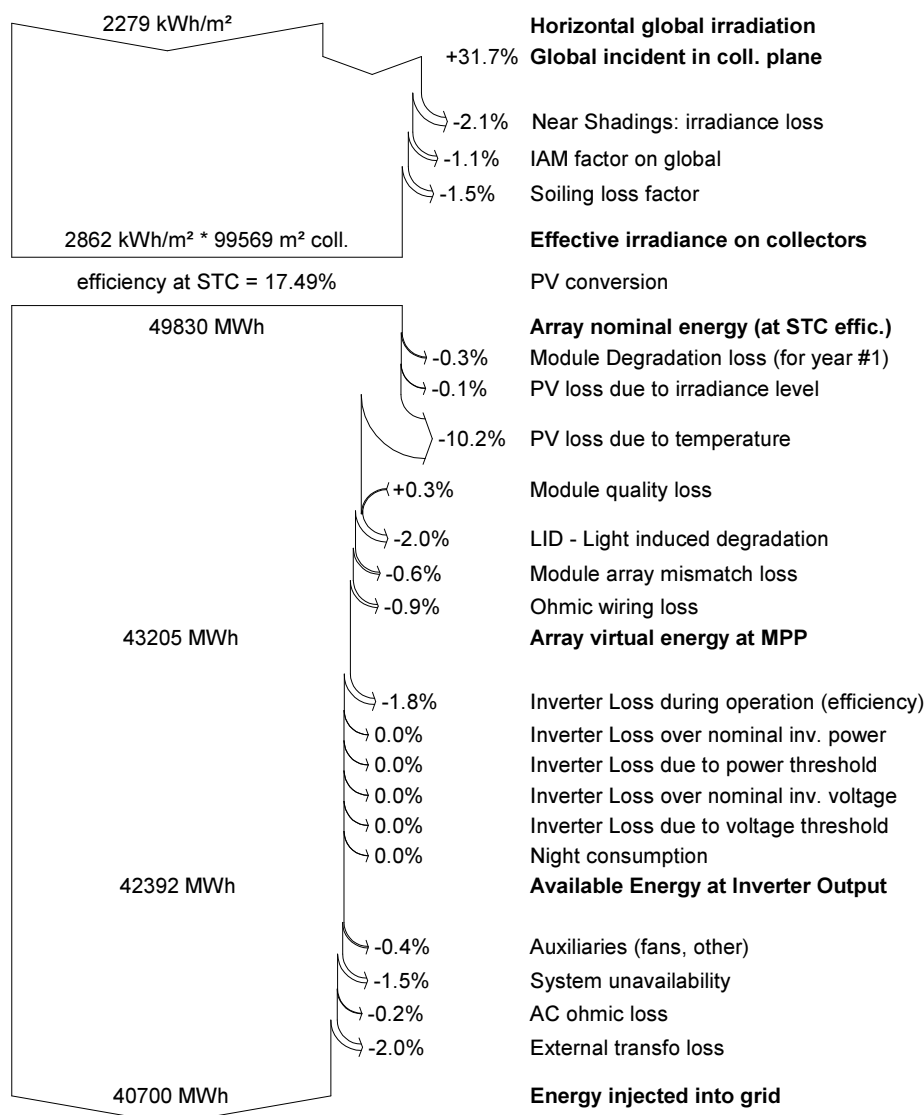 2279 kWh/m² Horizontal global irradiation
+31.7% Global incident in coll. plane
-2.1% Near Shadings: irradiance loss
-1.1% IAM factor on global
-1.5% Soiling loss factor
2862 kWh/m² * 99569 m² coll. Effective irradiance on collectors
efficiency at STC = 17.49% PV conversion
49830 MWh Array nominal energy (at STC effic.)
-0.3% Module Degradation loss (for year #1)
-0.1% PV loss due to irradiance level
-10.2% PV loss due to temperature
+0.3% Module quality loss
-2.0% LID - Light induced degradation
-0.6% Module array mismatch loss
-0.9% Ohmic wiring loss
43205 MWh Array virtual energy at MPP
-1.8% Inverter Loss during operation (efficiency)
0.0% Inverter Loss over nominal inv. power
0.0% Inverter Loss due to power threshold
0.0% Inverter Loss over nominal inv. voltage
0.0% Inverter Loss due to voltage threshold
0.0% Night consumption
42392 MWh Available Energy at Inverter Output
-0.4% Auxiliaries (fans, other)
-1.5% System unavailability
-0.2% AC ohmic loss
-2.0% External transfo loss
40700 MWh Energy injected into grid